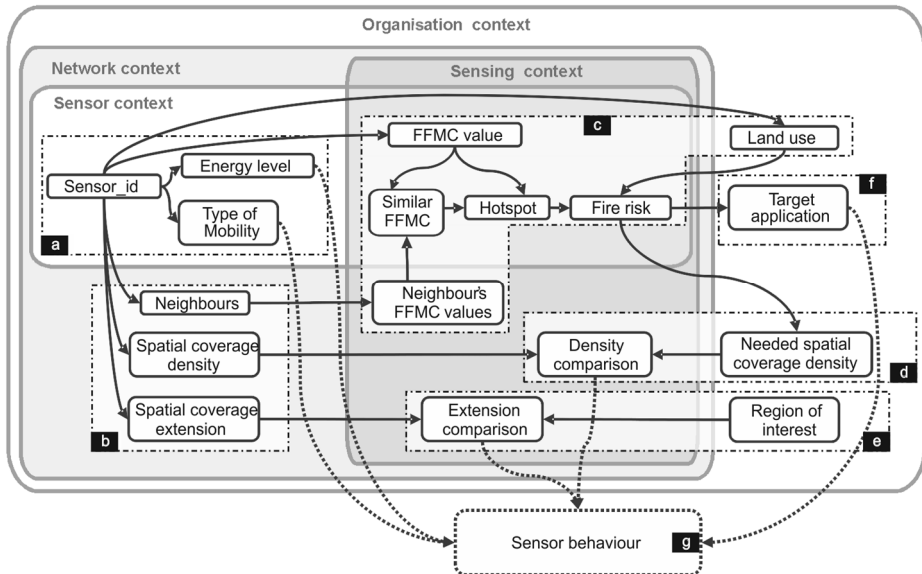 Organisation context
Network context
Sensing context
Sensor context
FFMC value
c
Land use
Energy level
Sensor_id
Type of
Mobility
a
Similar
FFMC
Hotspot
Fire risk
f
Target
application
Neighbours
Neighbour's
FFMC values
Spatial coverage
density
Density
comparison
Needed spatial
coverage density
d
Spatial coverage
extension
b
Extension
comparison
Region of
interest
e
Sensor behaviour
g